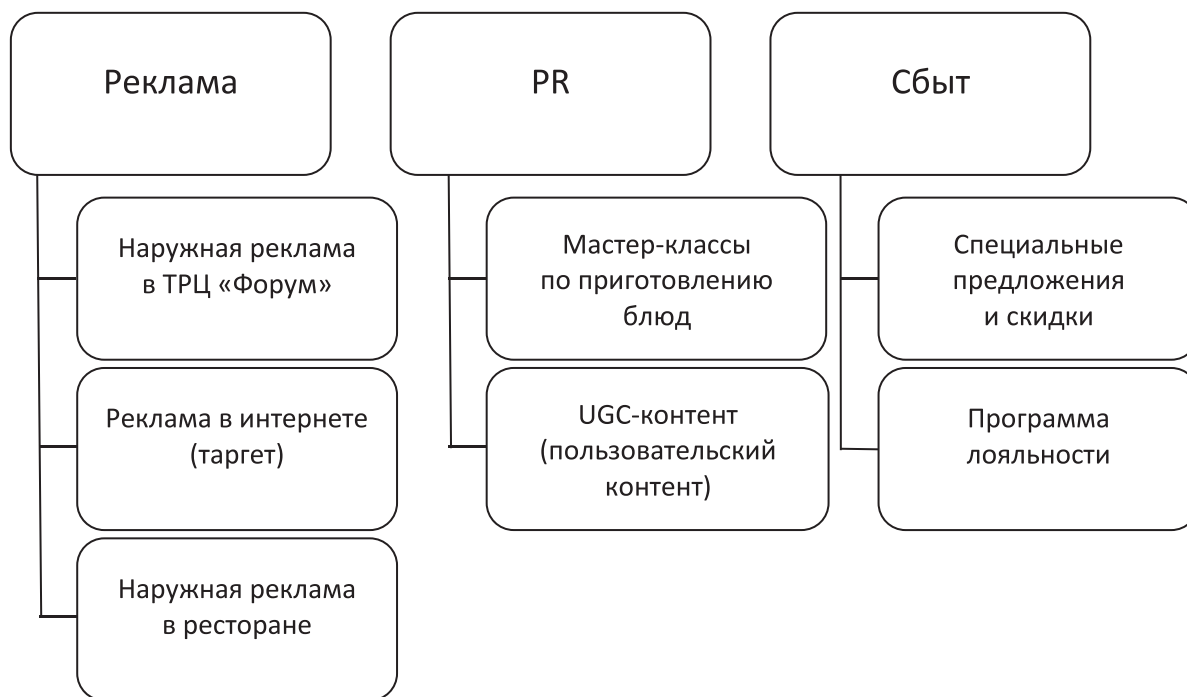 Реклама
Наружная реклама
в ТРЦ «Форум»
Реклама в интернете
(таргет)
Наружная реклама
в ресторане
PR
Мастер-классы
по приготовлению
блюд
UGC-контент
(пользовательский
контент)
Сбыт
Специальные
предложения
и скидки
Программа
лояльности